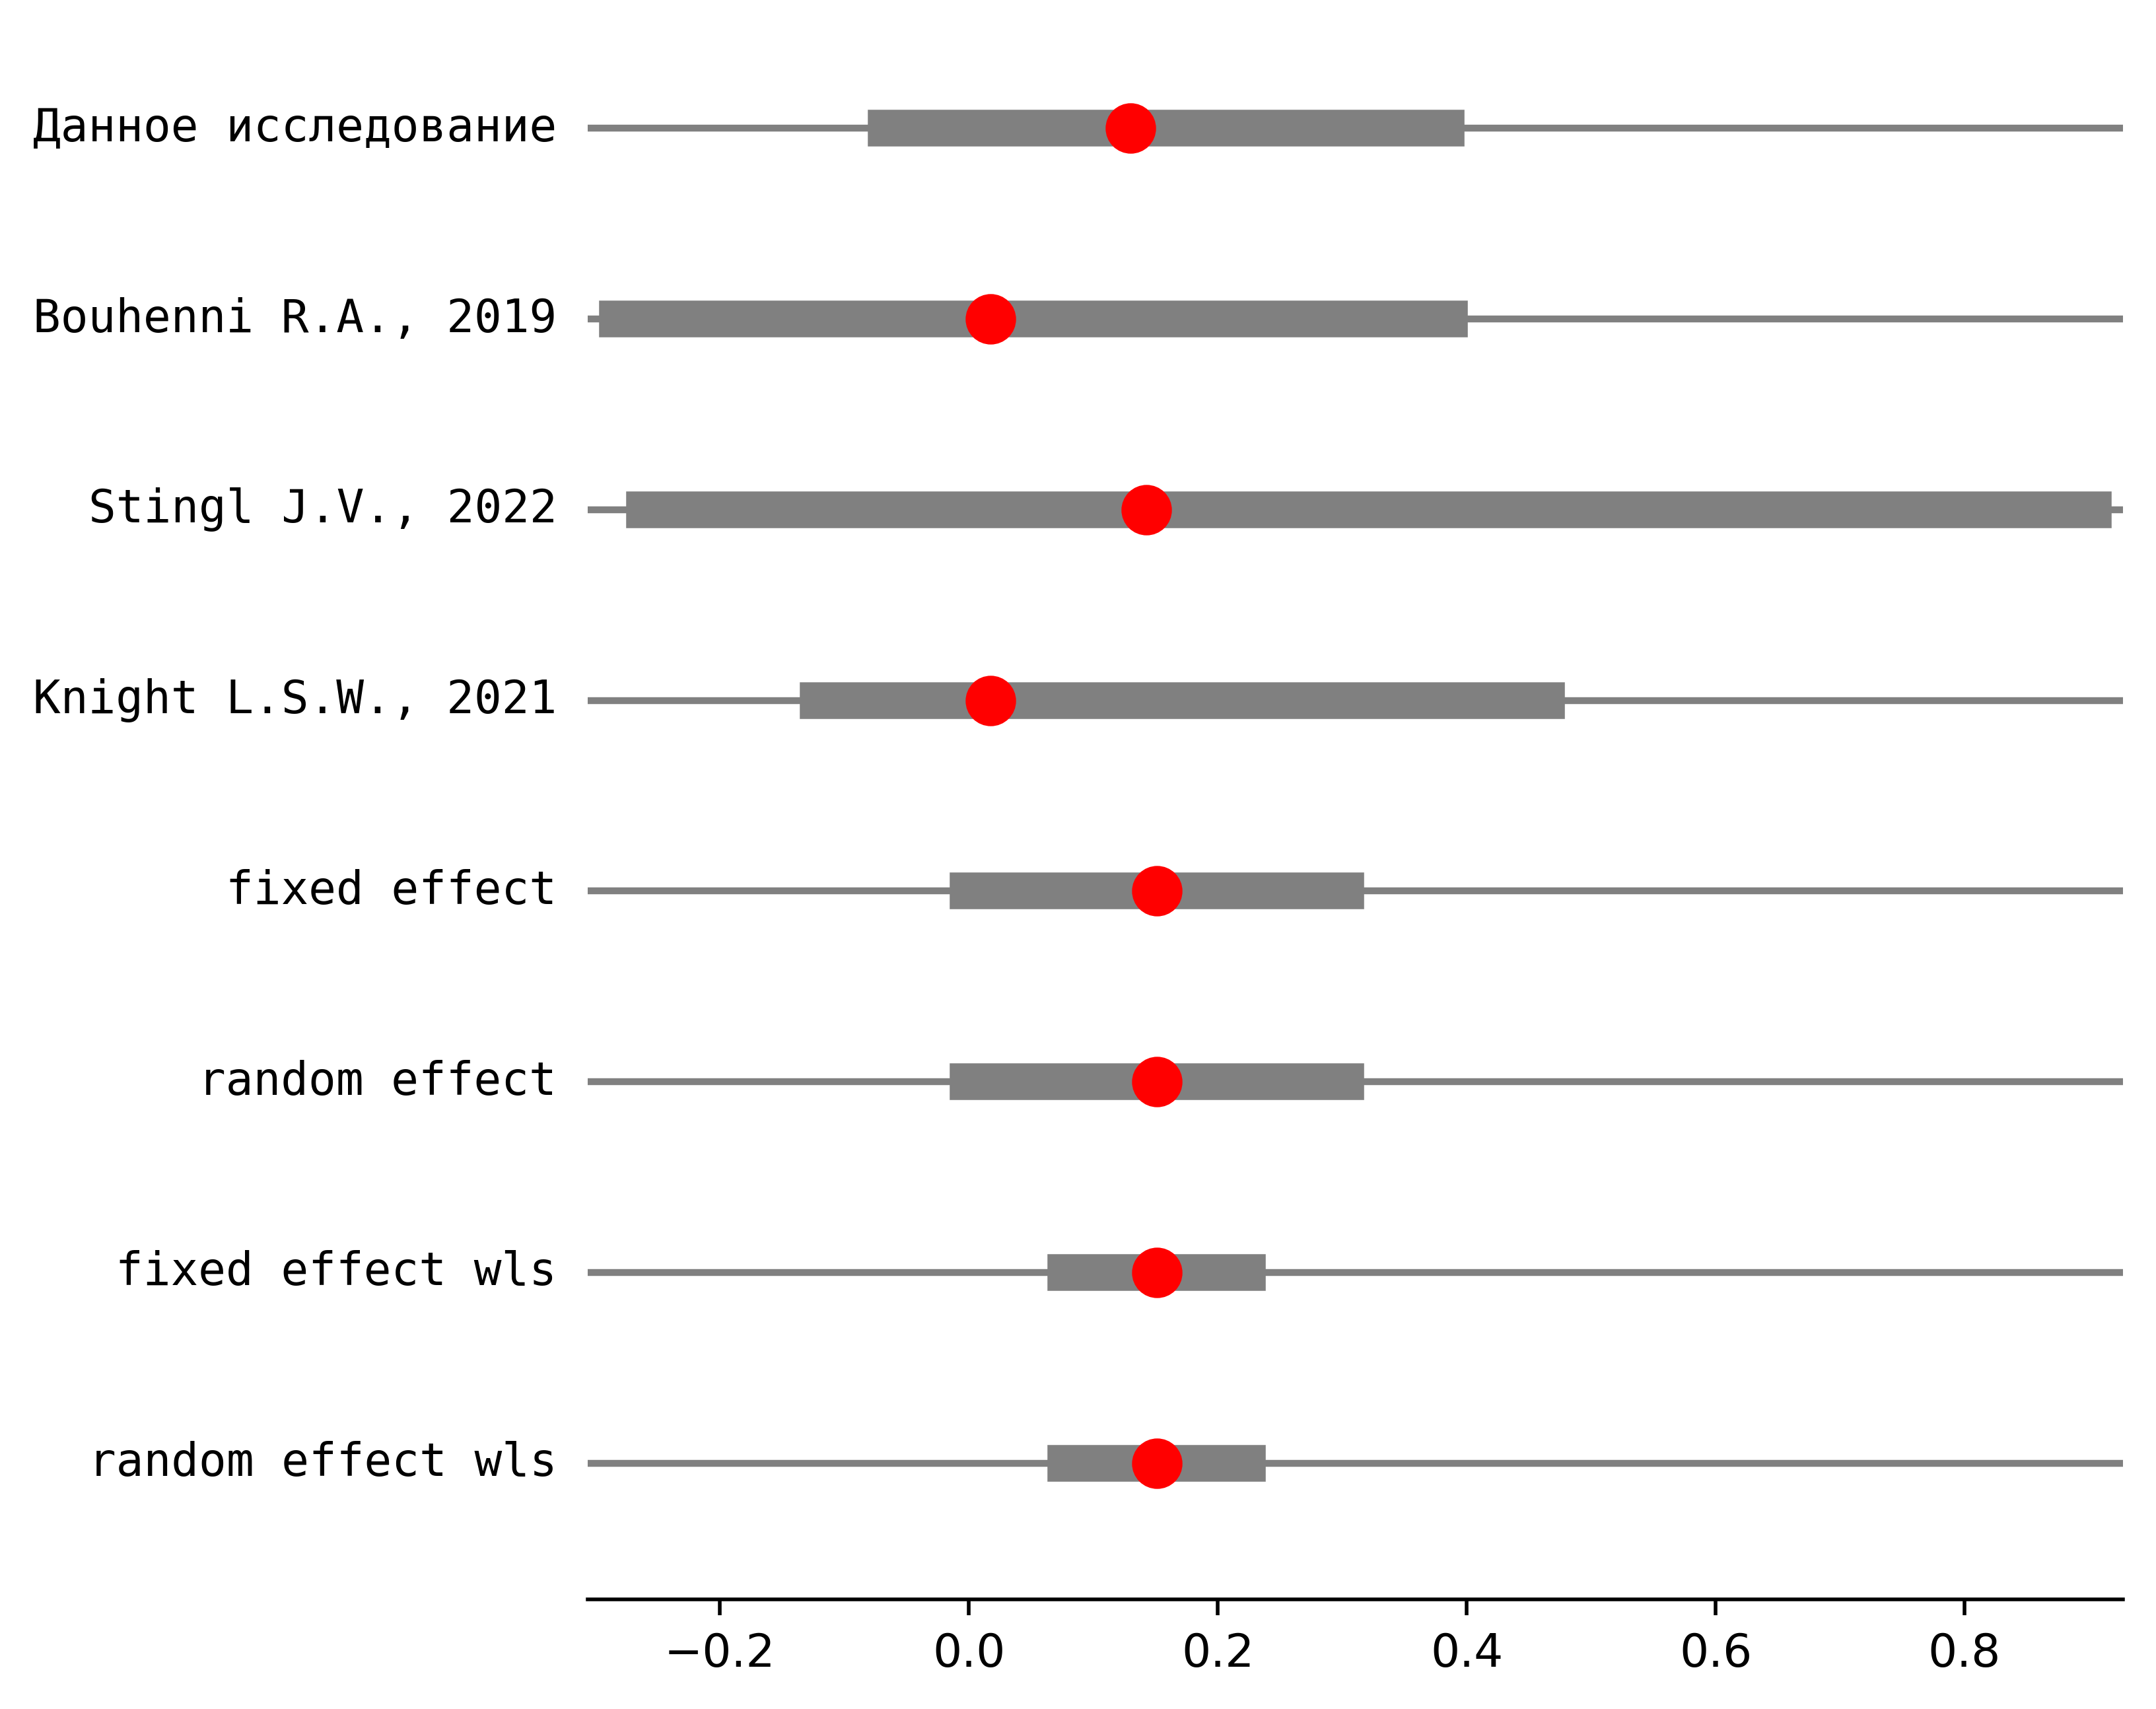 Данное исследование
Bouhenni R.A., 2019
Stingl J.V., 2022
Knight L.S.W., 2021
fixed effect
random effect
fixed effect wls
random effect wls
−0.2 0.0 0.2 0.4 0.6 0.8